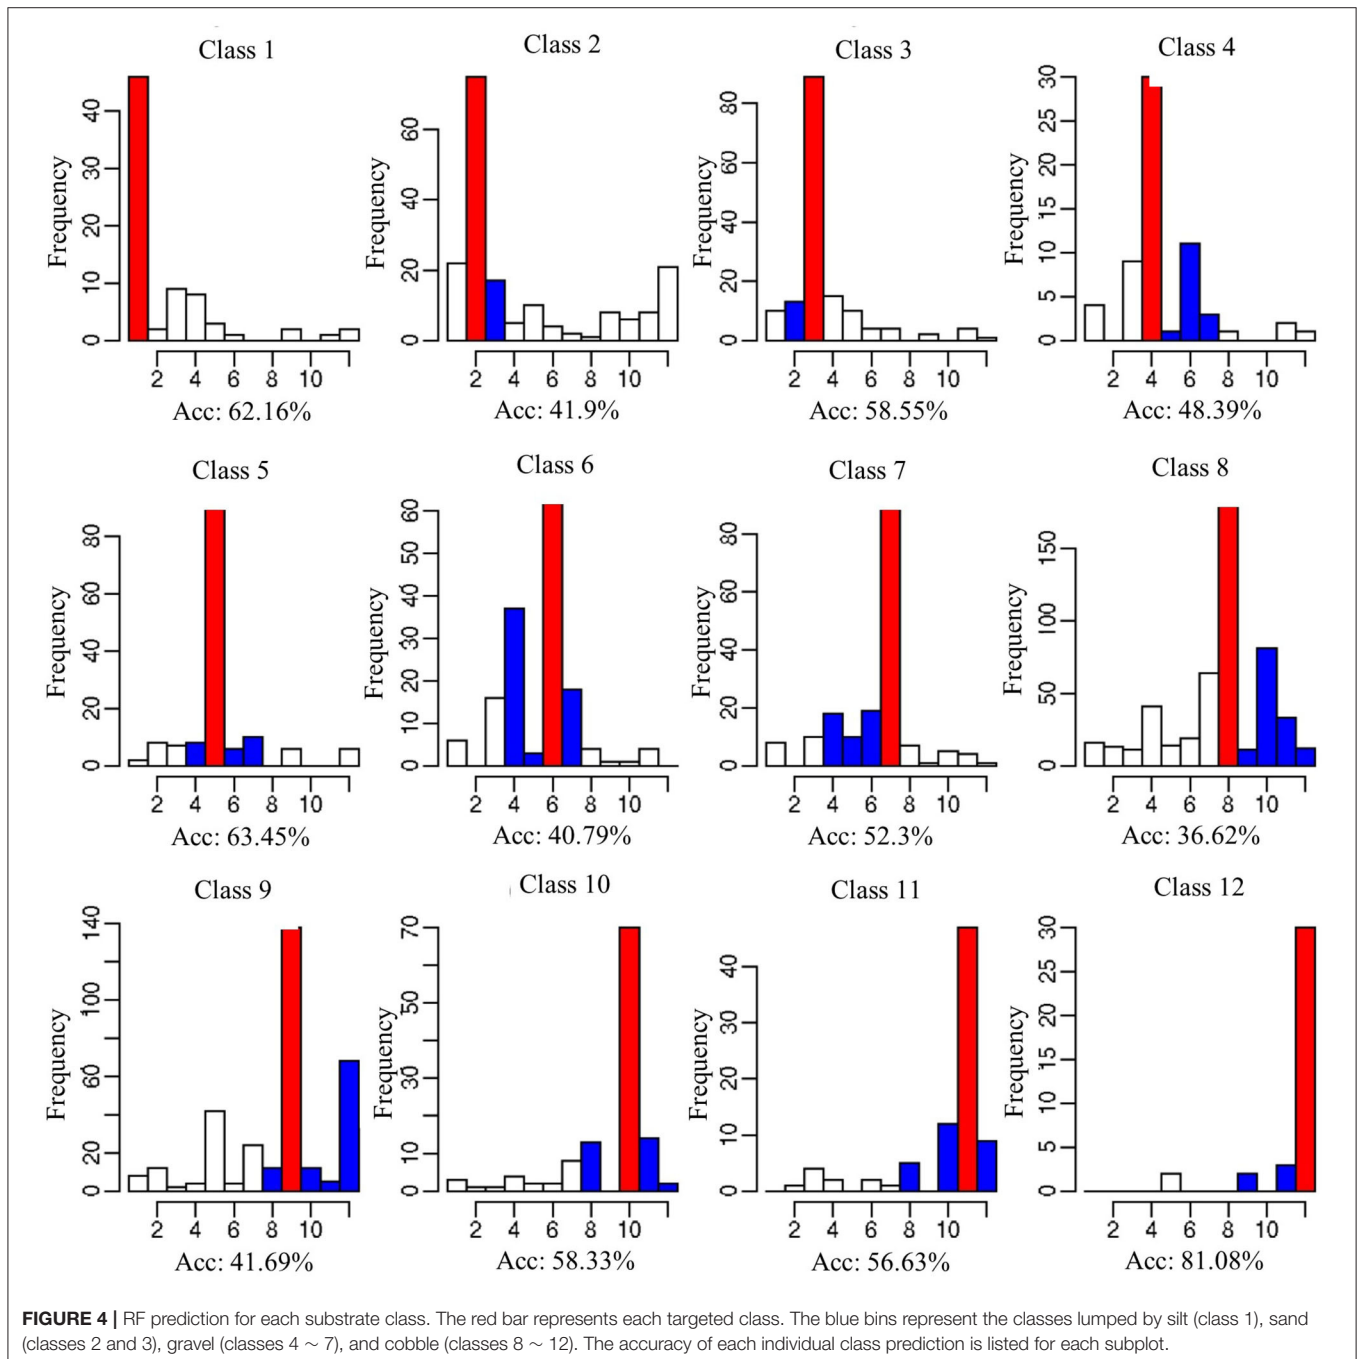 Class 1
Class 2
Class 3
Class 4
Frequency
0 10 20 30 40
2 4 6 8 10
Acc: 62.16%
Frequency
0 20 40 60
2 4 6 8 10
Acc: 41.9%
Frequency
0 20 40 60 80
2 4 6 8 10
Acc: 58.55%
Frequency
0 5 10 15 20 25 30
2 4 6 8 10
Acc: 48.39%
Class 5
Class 6
Class 7
Class 8
Frequency
0 20 40 60 80
2 4 6 8 10
Acc: 63.45%
Frequency
0 10 20 30 40 50 60
2 4 6 8 10
Acc: 40.79%
Frequency
0 20 40 60 80
2 4 6 8 10
Acc: 52.3%
Frequency
0 50 100 150
2 4 6 8 10
Acc: 36.62%
Class 9
Class 10
Class 11
Class 12
Frequency
0 20 60 100 140
2 4 6 8 10
Acc: 41.69%
Frequency
0 10 30 50 70
2 4 6 8 10
Acc: 58.33%
Frequency
0 10 20 30 40
2 4 6 8 10
Acc: 56.63%
Frequency
0 5 10 15 20 25 30
2 4 6 8 10
Acc: 81.08%
FIGURE 4 | RF prediction for each substrate class. The red bar represents each targeted class. The blue bins represent the classes lumped by silt (class 1), sand
(classes 2 and 3), gravel (classes 4 ~ 7), and cobble (classes 8 ~ 12). The accuracy of each individual class prediction is listed for each subplot.